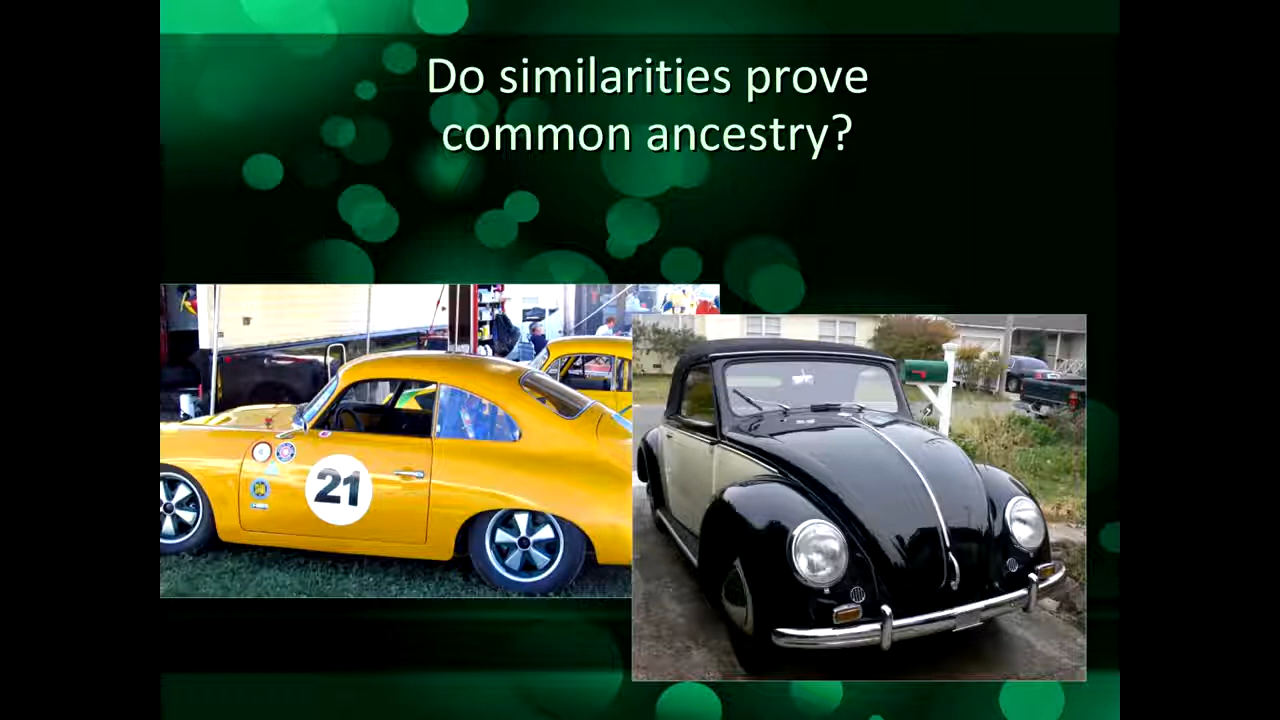 Do similarities prove
common ancestry?
21